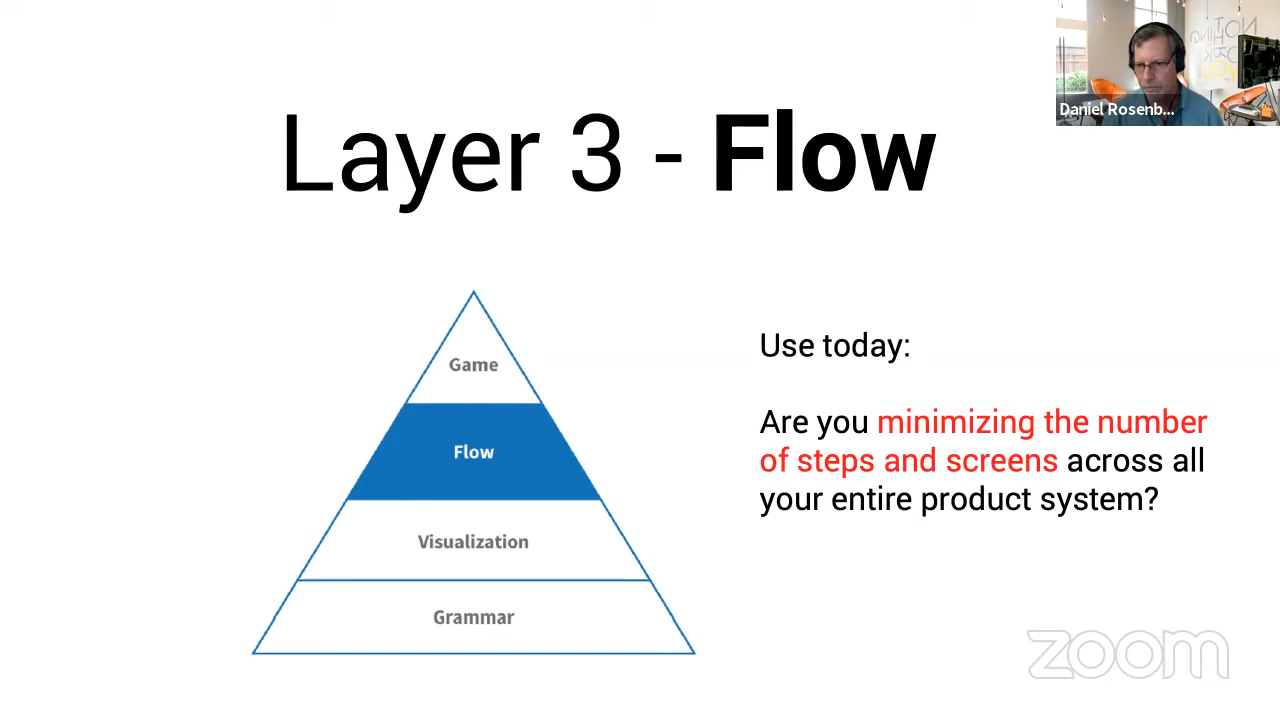 Layer 3 - Flow
Daniel Rosenb...
Game
Flow
Visualization
Grammar
Use today:
Are you minimizing the number
of steps and screens across all
your entire product system?
zoom